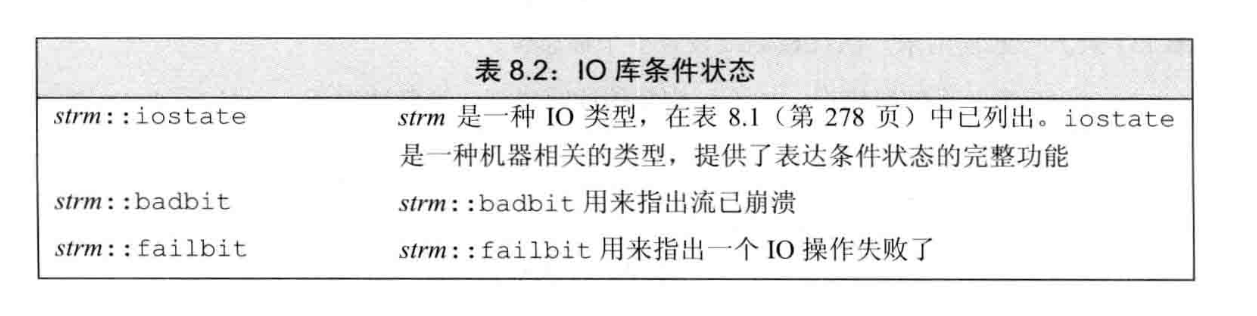 表 8.2：IO 库条件状态
strm::iostate strm 是一种 IO 类型，在表 8.1（第 278 页）中已列出。iostate
是一种机器相关的类型，提供了表达条件状态的完整功能
strm::badbit strm::badbit 用来指出流已崩溃
strm::failbit strm::failbit 用来指出一个 IO 操作失败了